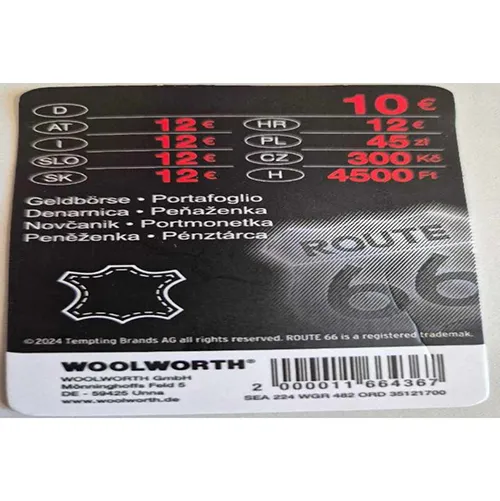 D 10 €
AT 12 € HR 12 €
I 12 € PL 45 zł
SLO 12 € CZ 300 Kč
SK 12 € H 4500 Ft
Geldbörse • Portafoglio
Denarnica • Peňaženka
Novčanik • Portmonetka
Peněženka • Pénztárca
ROUTE
66
©2024 Tempting Brands AG all rights reserved. ROUTE 66 is a registered trademak.
WOOLWORTH®
WOOLWORTH GmbH
Mönninghoffs Feld 5
DE - 59425 Unna
www.woolworth.de
2 000011 664367
SEA 224 WGR 482 ORD 35121700